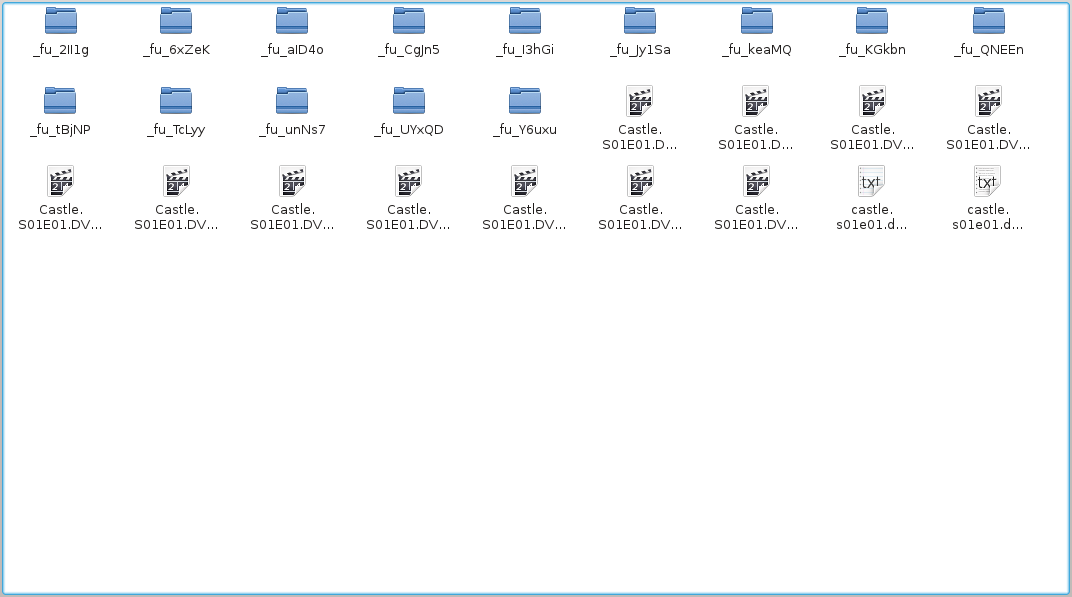 _fu_2II1g
_fu_6xZeK
_fu_aID4o
_fu_CgJn5
_fu_I3hGi
_fu_Jy1Sa
_fu_keaMQ
_fu_KGkbn
_fu_QNEEn
_fu_tBjNP
_fu_TcLyy
_fu_unNs7
_fu_UYxQD
_fu_Y6uxu
Castle.
S01E01.D...
Castle.
S01E01.D...
Castle.
S01E01.DV...
Castle.
S01E01.DV...
Castle.
S01E01.DV...
Castle.
S01E01.DV...
Castle.
S01E01.DV...
Castle.
S01E01.DV...
Castle.
S01E01.DV...
Castle.
S01E01.DV...
Castle.
S01E01.DV...
txt
castle.
s01e01.d...
txt
castle.
s01e01.d...